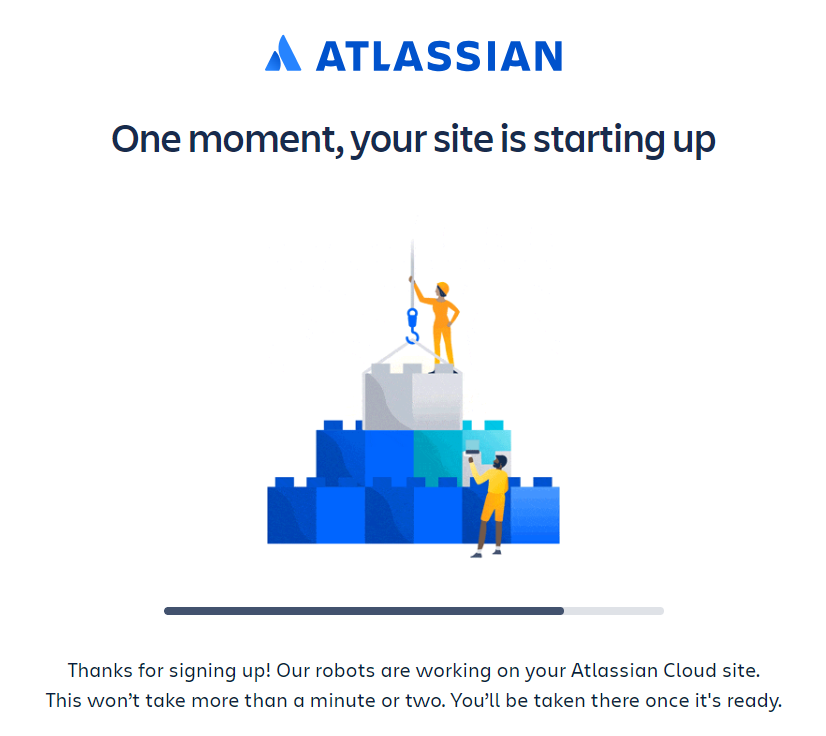 ATLASSIAN
One moment, your site is starting up
Thanks for signing up! Our robots are working on your Atlassian Cloud site.
This won’t take more than a minute or two. You’ll be taken there once it's ready.